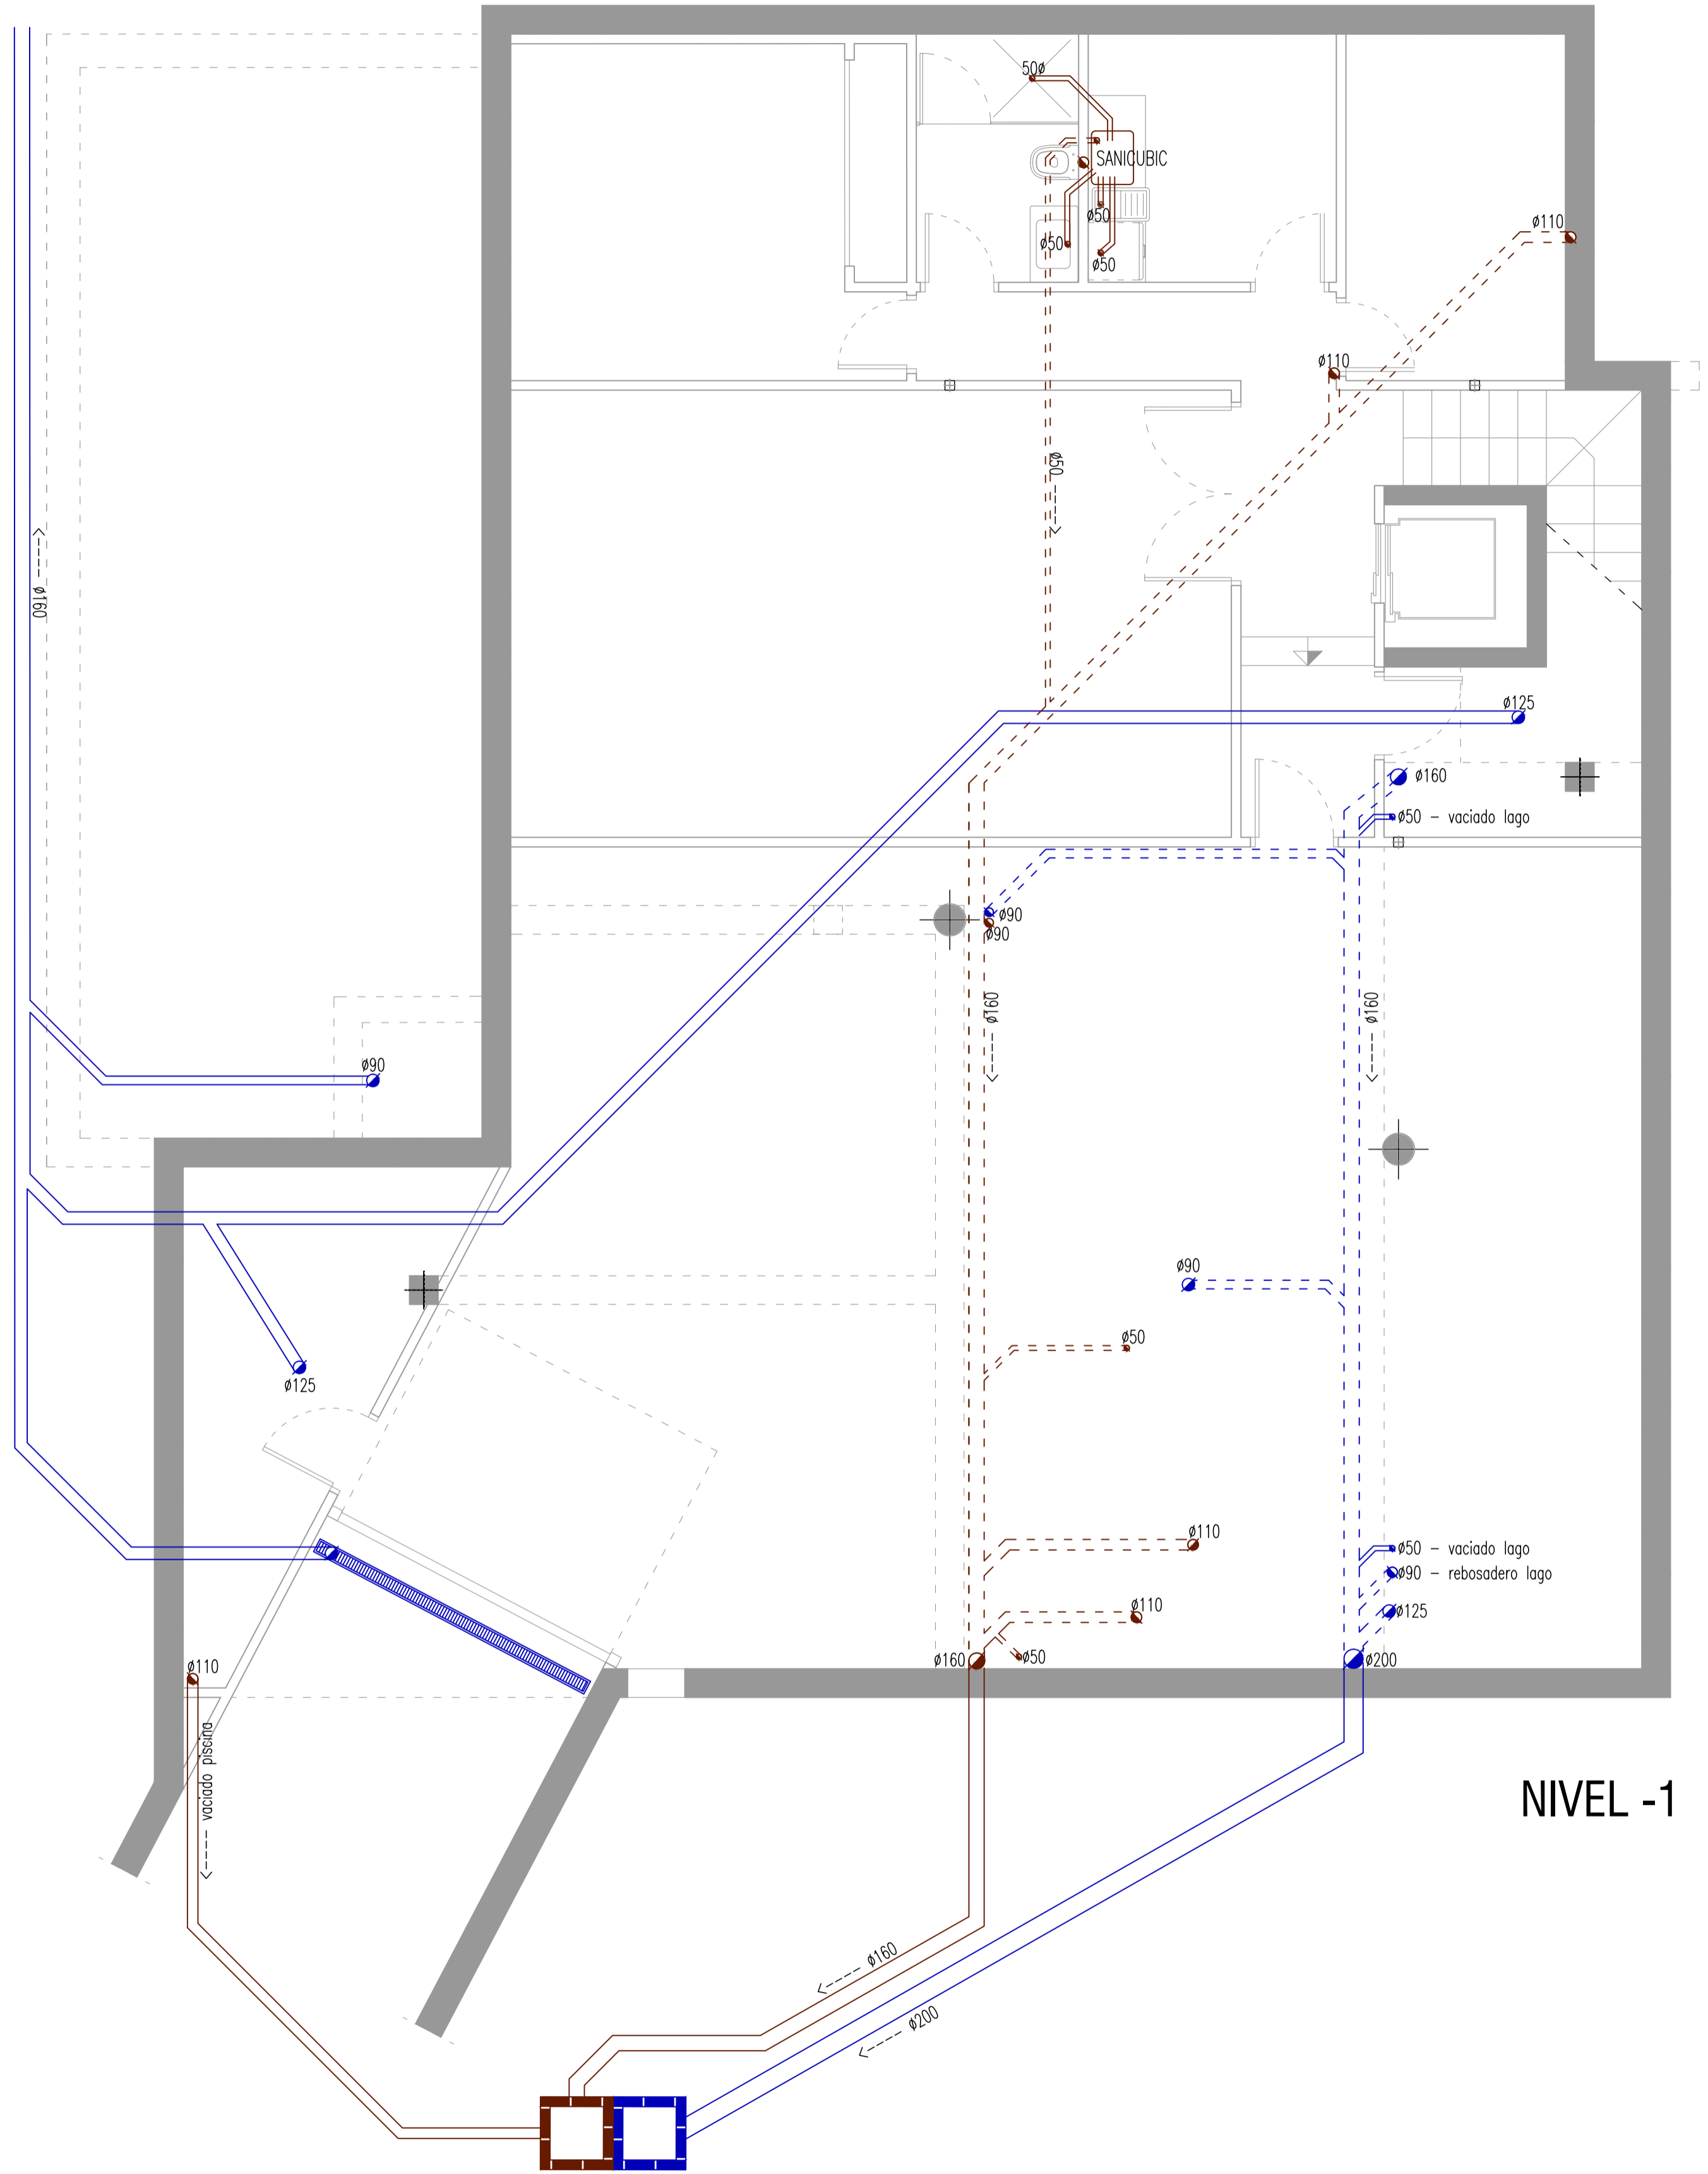 50ø
SANICUBIC
ø50
ø50
ø50
ø110
ø110
ø50
ø160
ø125
ø160
ø50 – vaciado lago
ø90
ø90
ø160
ø160
ø90
ø90
ø50
ø125
ø110
ø50 – vaciado lago
ø90 – rebosadero lago
ø110
ø125
ø160
ø50
ø200
ø110
vaciado piscina
NIVEL -1
ø160
ø200